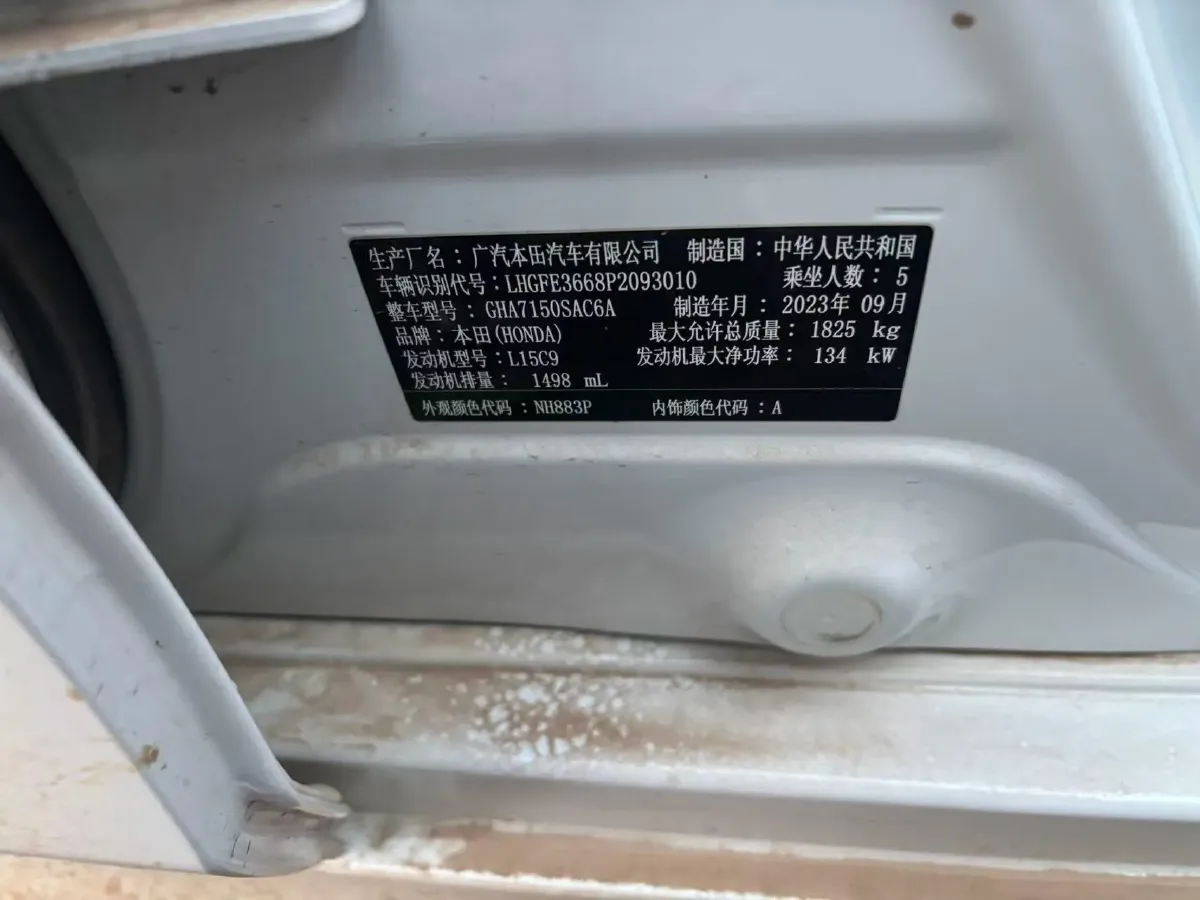 生产厂名：广汽本田汽车有限公司 制造国：中华人民共和国
车辆识别代号：LHGFE3668P2093010 乘坐人数：5
整车型号：GHA7150SAC6A 制造年月：2023年 09月
品牌：本田(HONDA) 最大允许总质量：1825 kg
发动机型号：L15C9 发动机最大净功率：134 kW
发动机排量：1498 mL
外观颜色代码：NH883P 内饰颜色代码：A